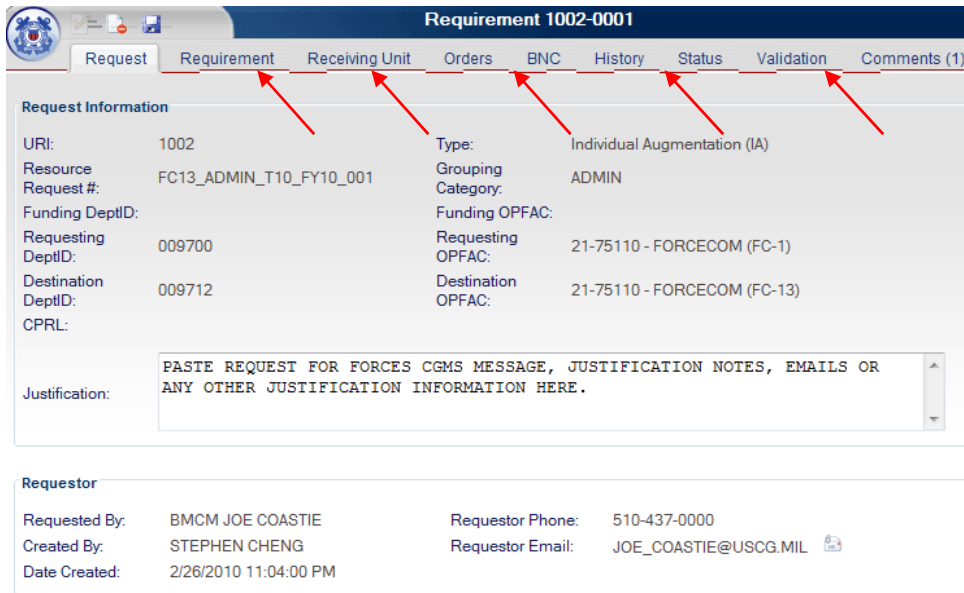 Requirement 1002-0001
Request Requirement Receiving Unit Orders BNC History Status Validation Comments (1)
Request Information
URI: 1002 Type: Individual Augmentation (IA)
Resource Request #: FC13_ADMIN_T10_FY10_001 Grouping Category: ADMIN
Funding DeptID: Funding OPFAC:
Requesting DeptID: 009700 Requesting OPFAC: 21-75110 - FORCECOM (FC-1)
Destination DeptID: 009712 Destination OPFAC: 21-75110 - FORCECOM (FC-13)
CPRL:
Justification: PASTE REQUEST FOR FORCES CGMS MESSAGE, JUSTIFICATION NOTES, EMAILS OR
ANY OTHER JUSTIFICATION INFORMATION HERE.
Requestor
Requested By: BMCM JOE COASTIE Requestor Phone: 510-437-0000
Created By: STEPHEN CHENG Requestor Email: JOE_COASTIE@USCG.MIL
Date Created: 2/26/2010 11:04:00 PM